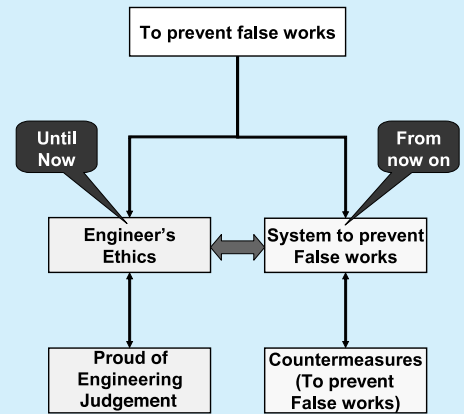 To prevent false works
Until
Now
From
now on
Engineer's
Ethics
System to prevent
False works
Proud of
Engineering
Judgement
Countermeasures
(To prevent
False works)